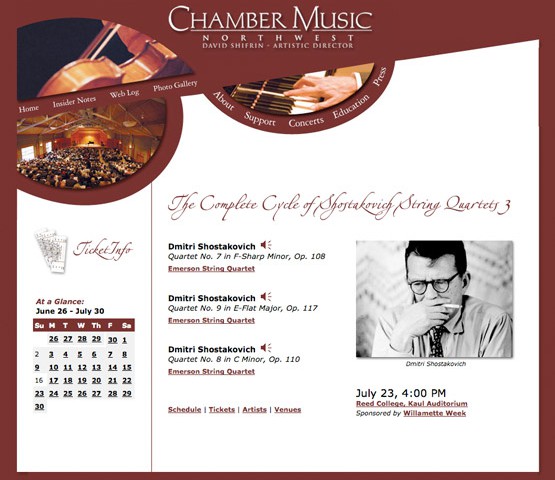 CHAMBER MUSIC
NORTHWEST
DAVID SHIFRIN - ARTISTIC DIRECTOR
Home Insider Notes Web Log Photo Gallery
About Support Concerts Education Press
The Complete Cycle of Shostakovich String Quartets 3
TicketInfo
At a Glance:
June 26 - July 30
Su M T W Th F Sa
26 27 28 29 30 1
2 3 4 5 6 7 8
9 10 11 12 13 14 15
16 17 18 19 20 21 22
23 24 25 26 27 28 29
30
Dmitri Shostakovich
Quartet No. 7 in F-Sharp Minor, Op. 108
Emerson String Quartet
Dmitri Shostakovich
Quartet No. 9 in E-Flat Major, Op. 117
Emerson String Quartet
Dmitri Shostakovich
Quartet No. 8 in C Minor, Op. 110
Emerson String Quartet
Schedule | Tickets | Artists | Venues
Dmitri Shostakovich
July 23, 4:00 PM
Reed College, Kaul Auditorium
Sponsored by Willamette Week